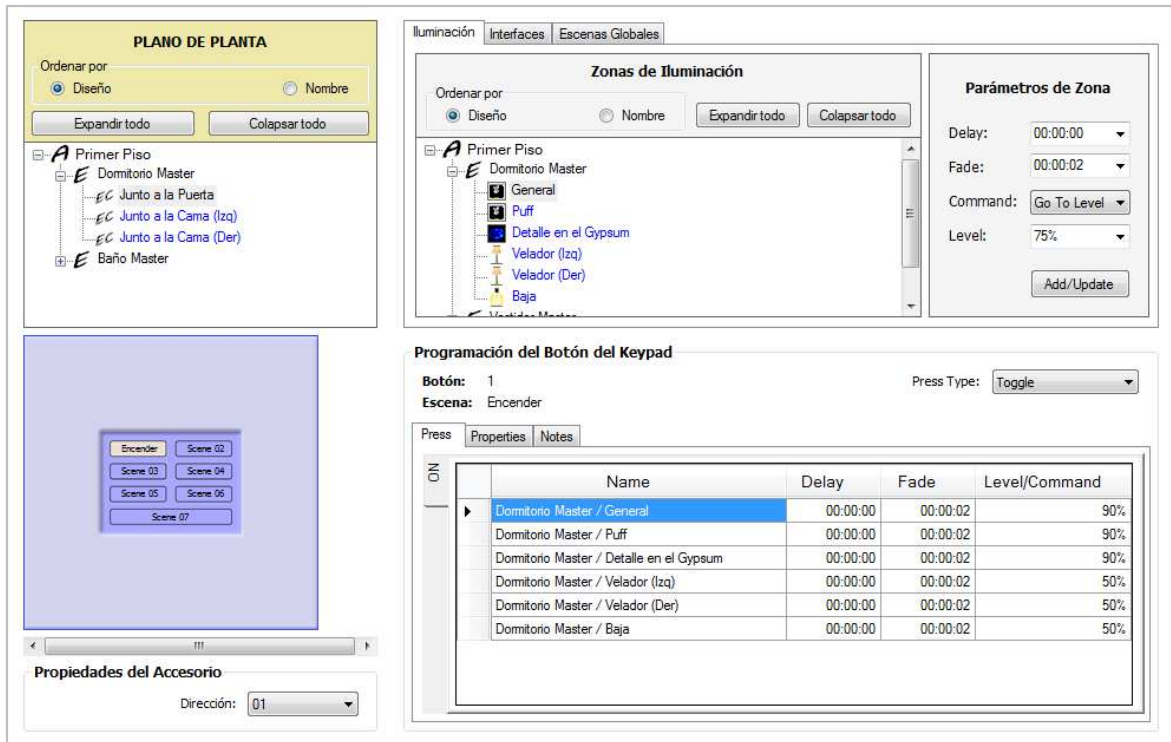 PLANO DE PLANTA
Ordenar por
Diseño Nombre
Expandir todo Colapsar todo
A Primer Piso
E Dormitorio Master
EC Junto a la Puerta
EC Junto a la Cama (Izq)
EC Junto a la Cama (Der)
E Baño Master
Encender Scene 02
Scene 03 Scene 04
Scene 05 Scene 06
Scene 07
Propiedades del Accesorio
Dirección: 01
Iluminación Interfaces Escenas Globales
Zonas de Iluminación
Ordenar por
Diseño Nombre Expandir todo Colapsar todo
A Primer Piso
E Dormitorio Master
General
Puff
Detalle en el Gypsum
Velador (Izq)
Velador (Der)
Baja
E Vestidor Master
Parámetros de Zona
Delay: 00:00:00
Fade: 00:00:02
Command: Go To Level
Level: 75%
Add/Update
Programación del Botón del Keypad
Botón: 1 Press Type: Toggle
Escena: Encender
Press Properties Notes
ON
Name Delay Fade Level/Command
Dormitorio Master / General 00:00:00 00:00:02 90%
Dormitorio Master / Puff 00:00:00 00:00:02 90%
Dormitorio Master / Detalle en el Gypsum 00:00:00 00:00:02 90%
Dormitorio Master / Velador (Izq) 00:00:00 00:00:02 50%
Dormitorio Master / Velador (Der) 00:00:00 00:00:02 50%
Dormitorio Master / Baja 00:00:00 00:00:02 50%